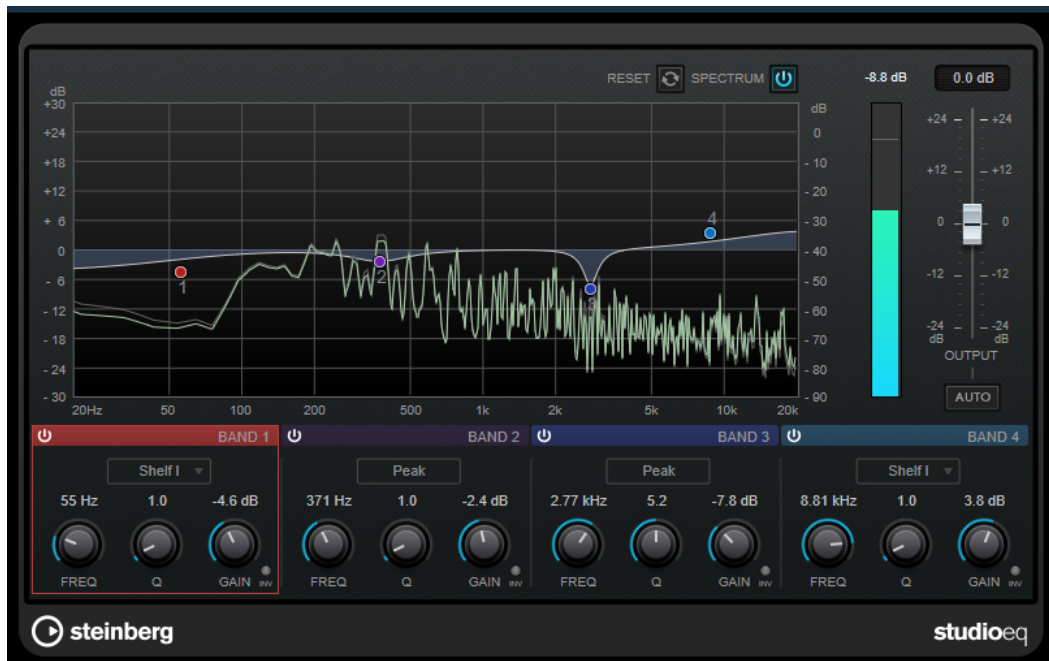 RESET SPECTRUM -8.8 dB 0.0 dB
dB
+30 dB
+24 0 +24 +24
+18 - 10
+12 - 20 +12 +12
+ 6 - 30
4
0 - 40 0 0
2
- 6 - 50 -12 -12
1 3
- 12 - 60
- 18 - 70 -24 -24
dB dB
- 24 - 80 OUTPUT
- 30 - 90 AUTO
20Hz 50 100 200 500 1k 2k 5k 10k 20k
BAND 1 BAND 2 BAND 3 BAND 4
Shelf I Peak Peak Shelf I
55 Hz 1.0 -4.6 dB 371 Hz 1.0 -2.4 dB 2.77 kHz 5.2 -7.8 dB 8.81 kHz 1.0 3.8 dB
FREQ Q GAIN INV FREQ Q GAIN INV FREQ Q GAIN INV FREQ Q GAIN INV
steinberg studioeq